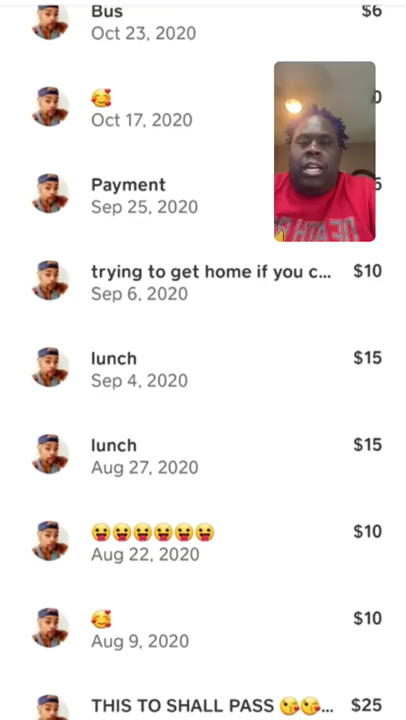 Bus $6
Oct 23, 2020
🥰
Oct 17, 2020
Payment
Sep 25, 2020
trying to get home if you c... $10
Sep 6, 2020
lunch $15
Sep 4, 2020
lunch $15
Aug 27, 2020
😛😛😛😛😛😛 $10
Aug 22, 2020
🥰 $10
Aug 9, 2020
THIS TO SHALL PASS 😘😘... $25